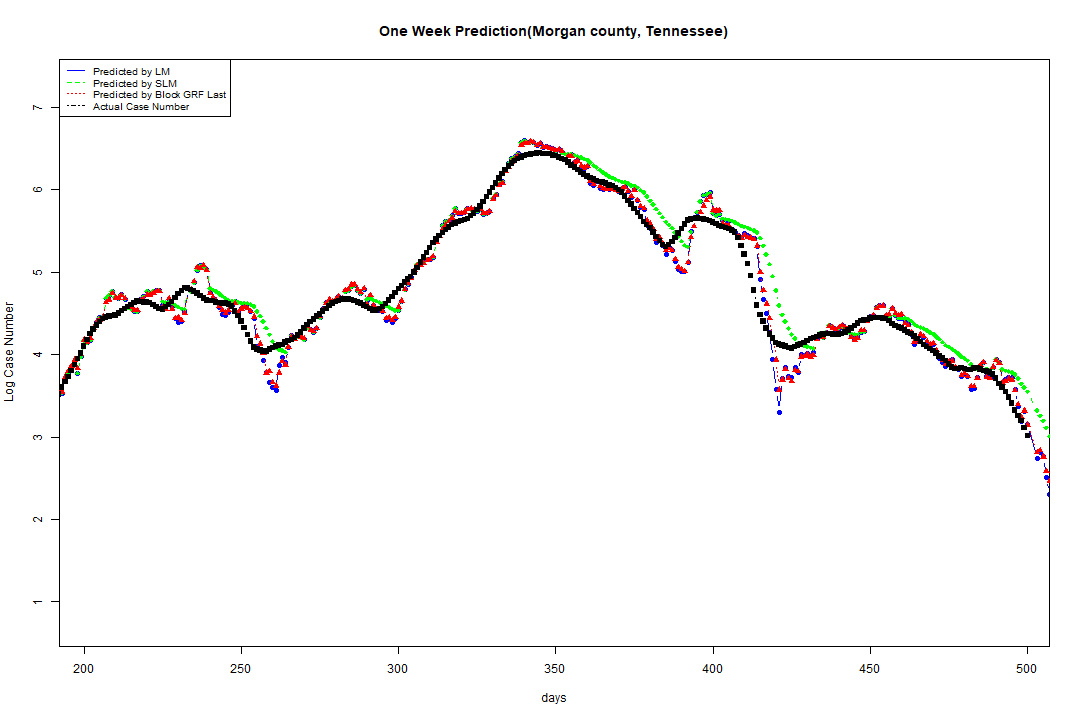 One Week Prediction(Morgan county, Tennessee)
Predicted by LM
Predicted by SLM
Predicted by Block GRF Last
Actual Case Number
7
6
5
4
3
2
1
Log Case Number
200 250 300 350 400 450 500
days